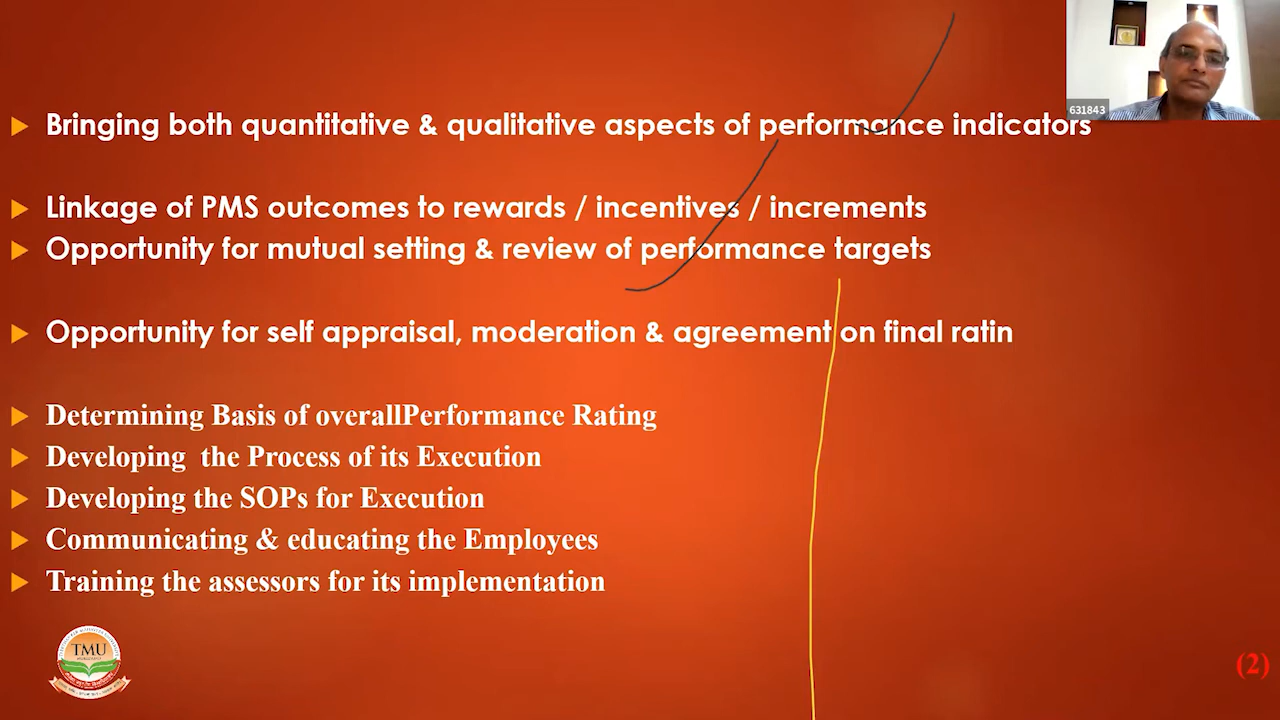 631843
Bringing both quantitative & qualitative aspects of performance indicators
Linkage of PMS outcomes to rewards / incentives / increments
Opportunity for mutual setting & review of performance targets
Opportunity for self appraisal, moderation & agreement on final ratin
Determining Basis of overallPerformance Rating
Developing the Process of its Execution
Developing the SOPs for Execution
Communicating & educating the Employees
Training the assessors for its implementation
TMU
(2)